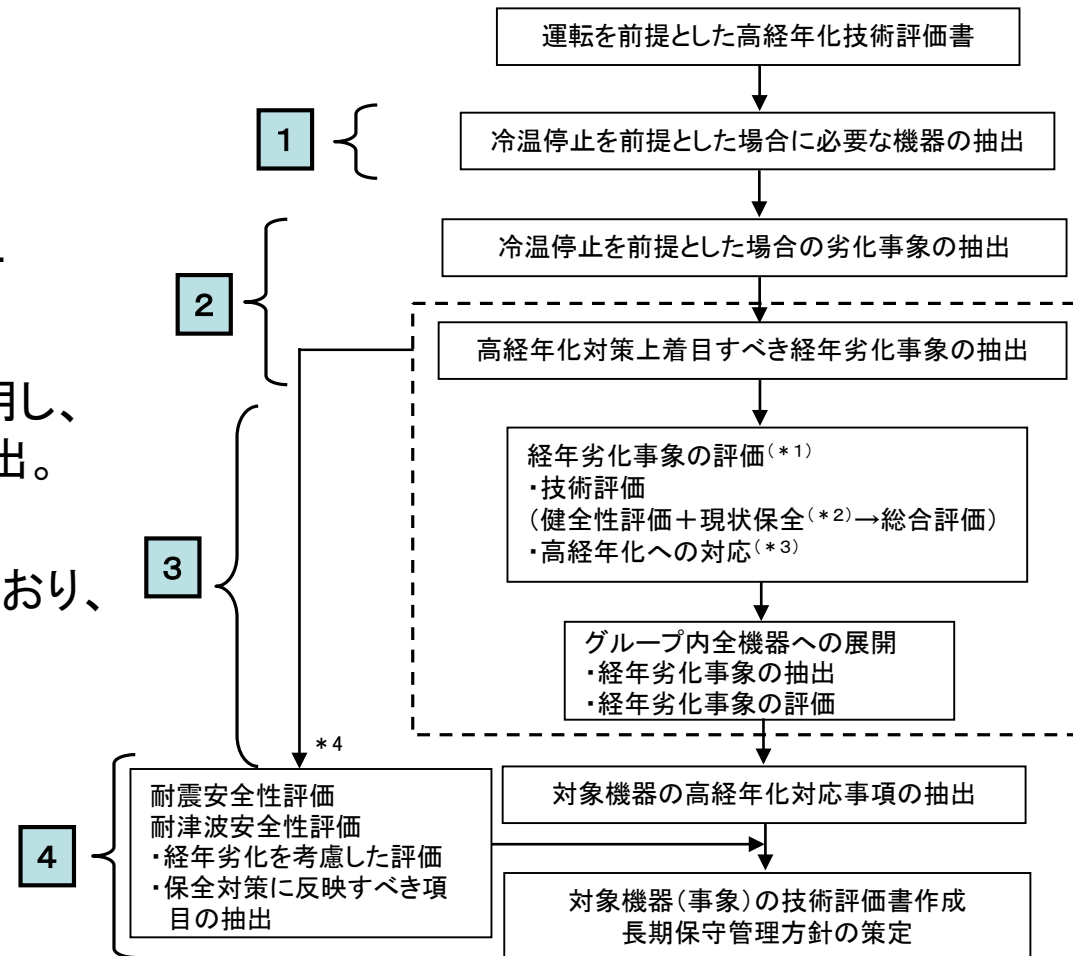 運転を前提とした高経年化技術評価書
1
冷温停止を前提とした場合に必要な機器の抽出
冷温停止を前提とした場合の劣化事象の抽出
2
高経年化対策上着目すべき経年劣化事象の抽出
し、
出。
経年劣化事象の評価(*1)
・技術評価
(健全性評価+現状保全(*2)→総合評価)
・高経年化への対応(*3)
3
おり、
グループ内全機器への展開
・経年劣化事象の抽出
・経年劣化事象の評価
*4
耐震安全性評価
耐津波安全性評価
・経年劣化を考慮した評価
・保全対策に反映すべき項
目の抽出
4
対象機器の高経年化対応事項の抽出
対象機器(事象)の技術評価書作成
長期保守管理方針の策定